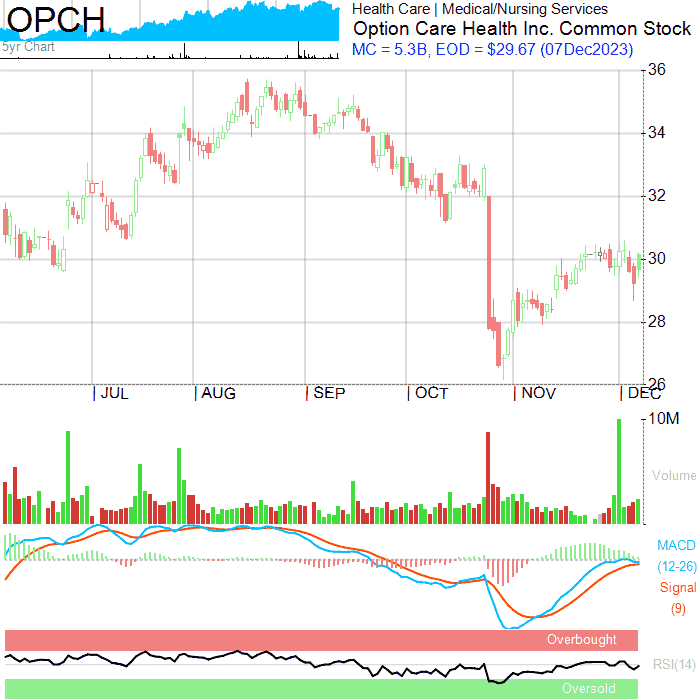 OPCH
5yr Chart
Health Care | Medical/Nursing Services
Option Care Health Inc. Common Stock
MC = 5.3B, EOD = $29.67 (07Dec2023)
36
34
32
30
28
26
JUL
AUG
SEP
OCT
NOV
DEC
10M
Volume
MACD
(12-26)
Signal
(9)
Overbought
RSI(14)
Oversold